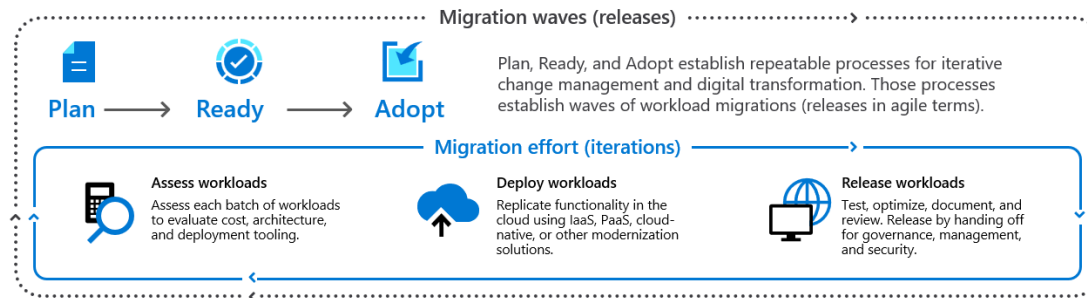 Migration waves (releases)
Plan
Ready
Adopt
Plan, Ready, and Adopt establish repeatable processes for iterative
change management and digital transformation. Those processes
establish waves of workload migrations (releases in agile terms).
Migration effort (iterations)
Assess workloads
Assess each batch of workloads
to evaluate cost, architecture,
and deployment tooling.
Deploy workloads
Replicate functionality in the
cloud using IaaS, PaaS, cloud-
native, or other modernization
solutions.
Release workloads
Test, optimize, document, and
review. Release by handing off
for governance, management,
and security.